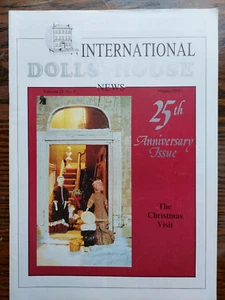 INTERNATIONAL
DOLLS' HOUSE
NEWS
25th
Anniversary
Issue
The
Christmas
Visit